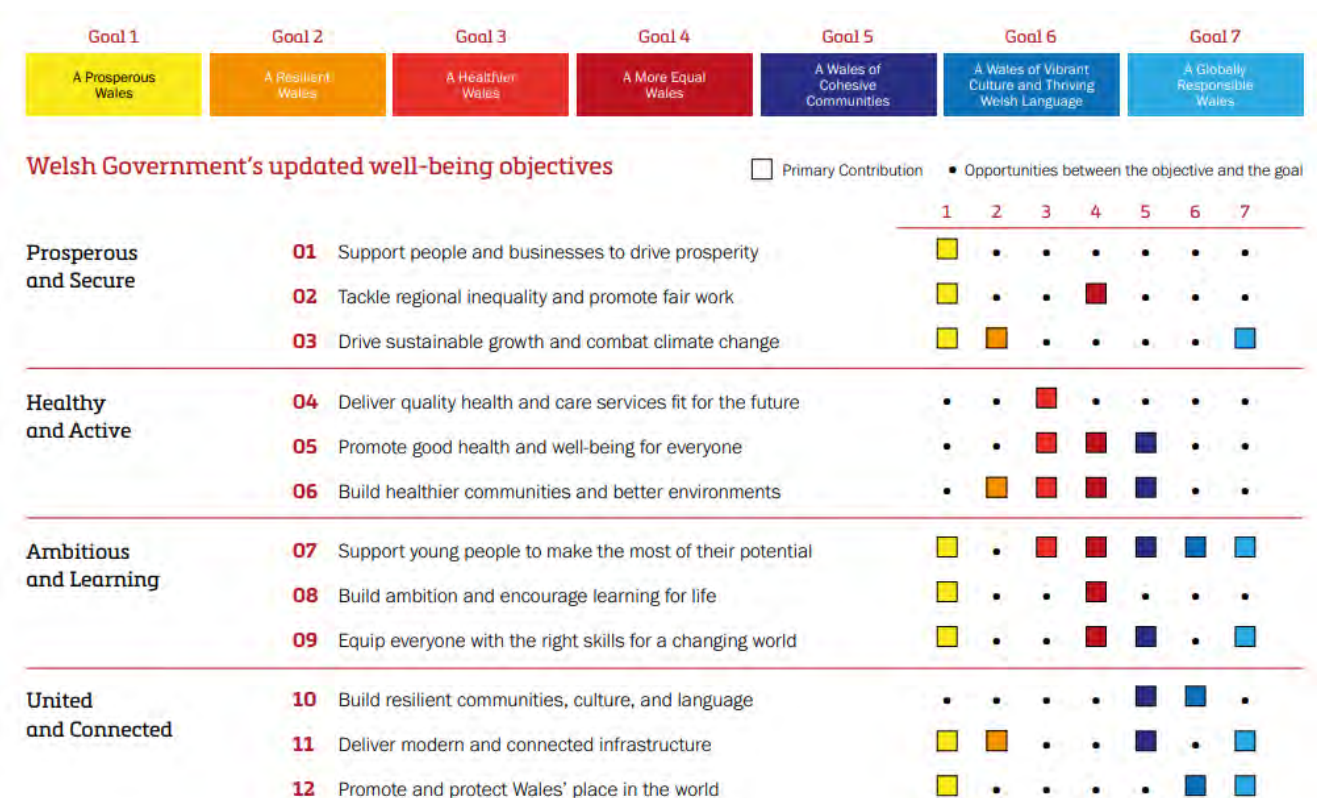 Goal 1 Goal 2 Goal 3 Goal 4 Goal 5 Goal 6 Goal 7
A Prosperous
Wales
A Resilient
Wales
A Healthier
Wales
A More Equal
Wales
A Wales of
Cohesive
Communities
A Wales of Vibrant
Culture and Thriving
Welsh Language
A Globally
Responsible
Wales
Welsh Government's updated well-being objectives
Primary Contribution • Opportunities between the objective and the goal
1 2 3 4 5 6 7
Prosperous
and Secure
01 Support people and businesses to drive prosperity
02 Tackle regional inequality and promote fair work
03 Drive sustainable growth and combat climate change
Healthy
and Active
04 Deliver quality health and care services fit for the future
05 Promote good health and well-being for everyone
06 Build healthier communities and better environments
Ambitious
and Learning
07 Support young people to make the most of their potential
08 Build ambition and encourage learning for life
09 Equip everyone with the right skills for a changing world
United
and Connected
10 Build resilient communities, culture, and language
11 Deliver modern and connected infrastructure
12 Promote and protect Wales' place in the world